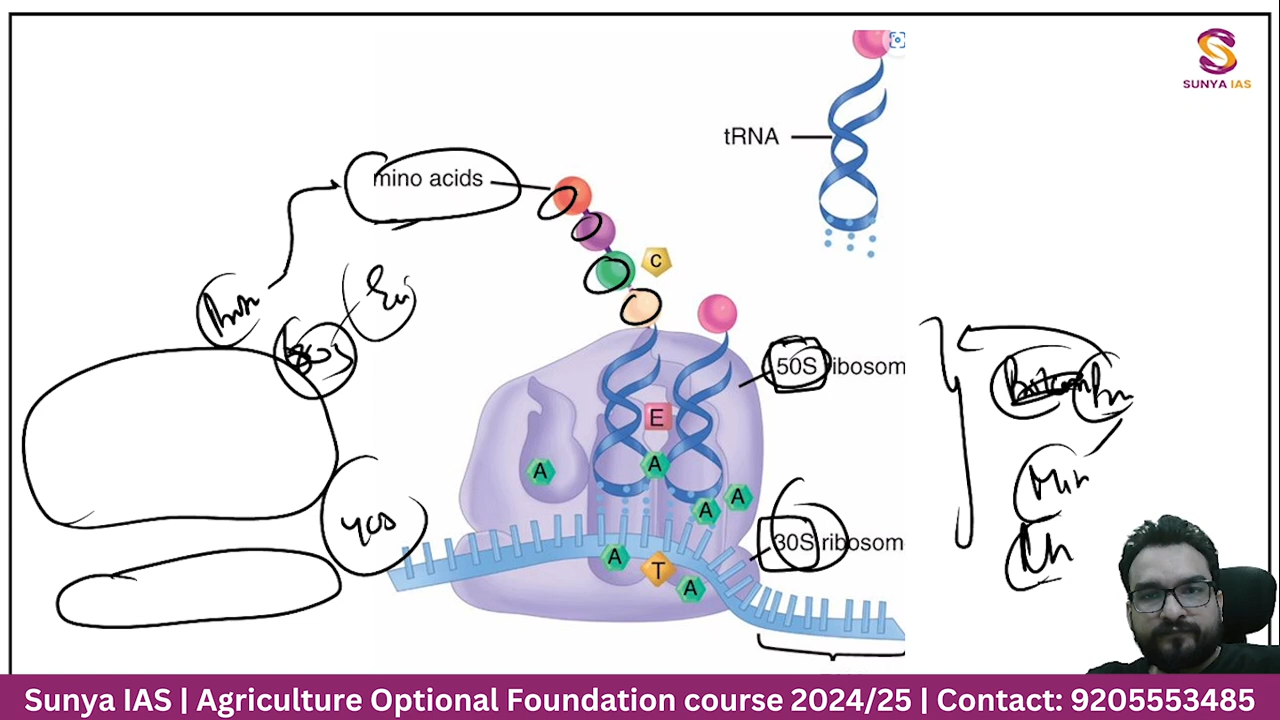 SUNYA IAS
tRNA
mino acids
C
50S ribosom
E
A
A
A
A
30S ribosom
A
T
A
Sunya IAS | Agriculture Optional Foundation course 2024/25 | Contact: 9205553485